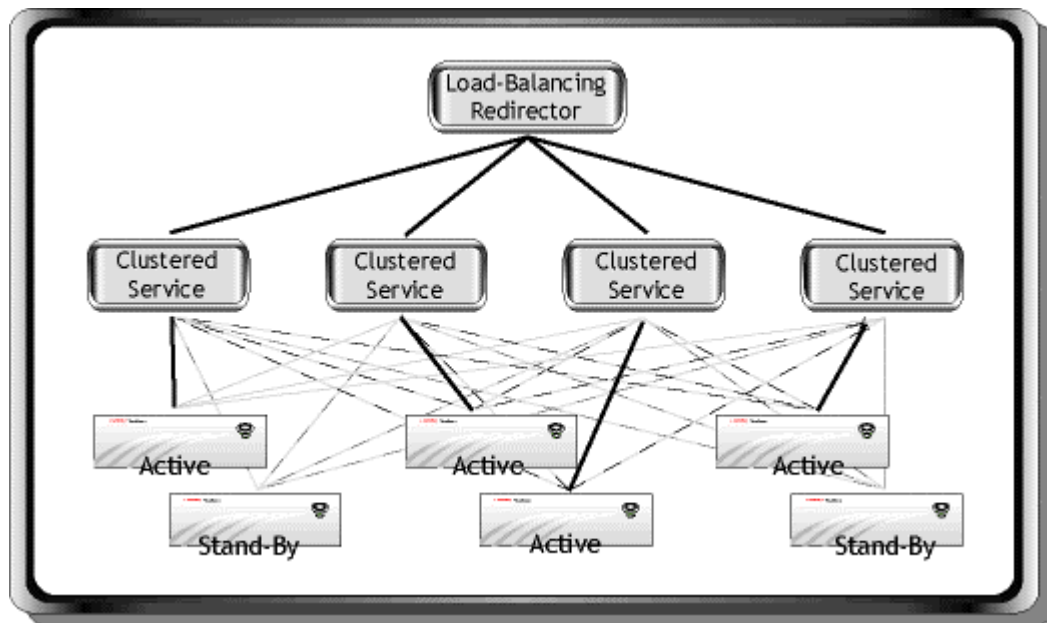 Load-Balancing
Redirector
Clustered
Service
Clustered
Service
Clustered
Service
Clustered
Service
Active
Active
Active
Stand-By
Active
Stand-By